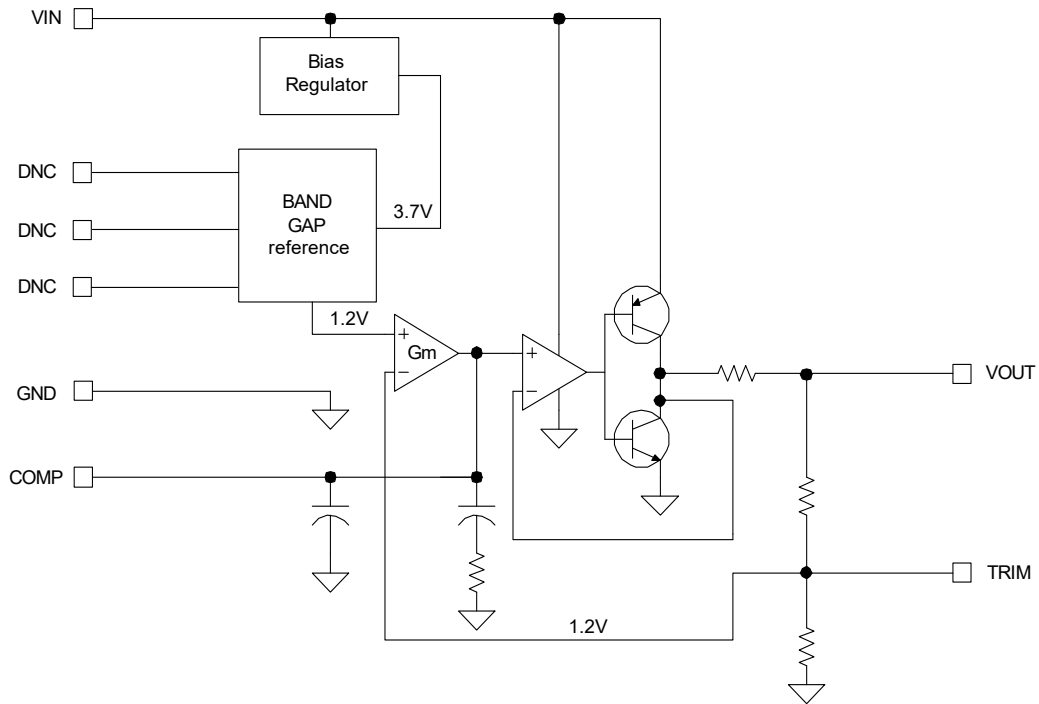 VIN
Bias
Regulator
DNC
BAND
GAP
reference
3.7V
DNC
DNC
1.2V
+
Gm
−
+
−
VOUT
GND
COMP
TRIM
1.2V